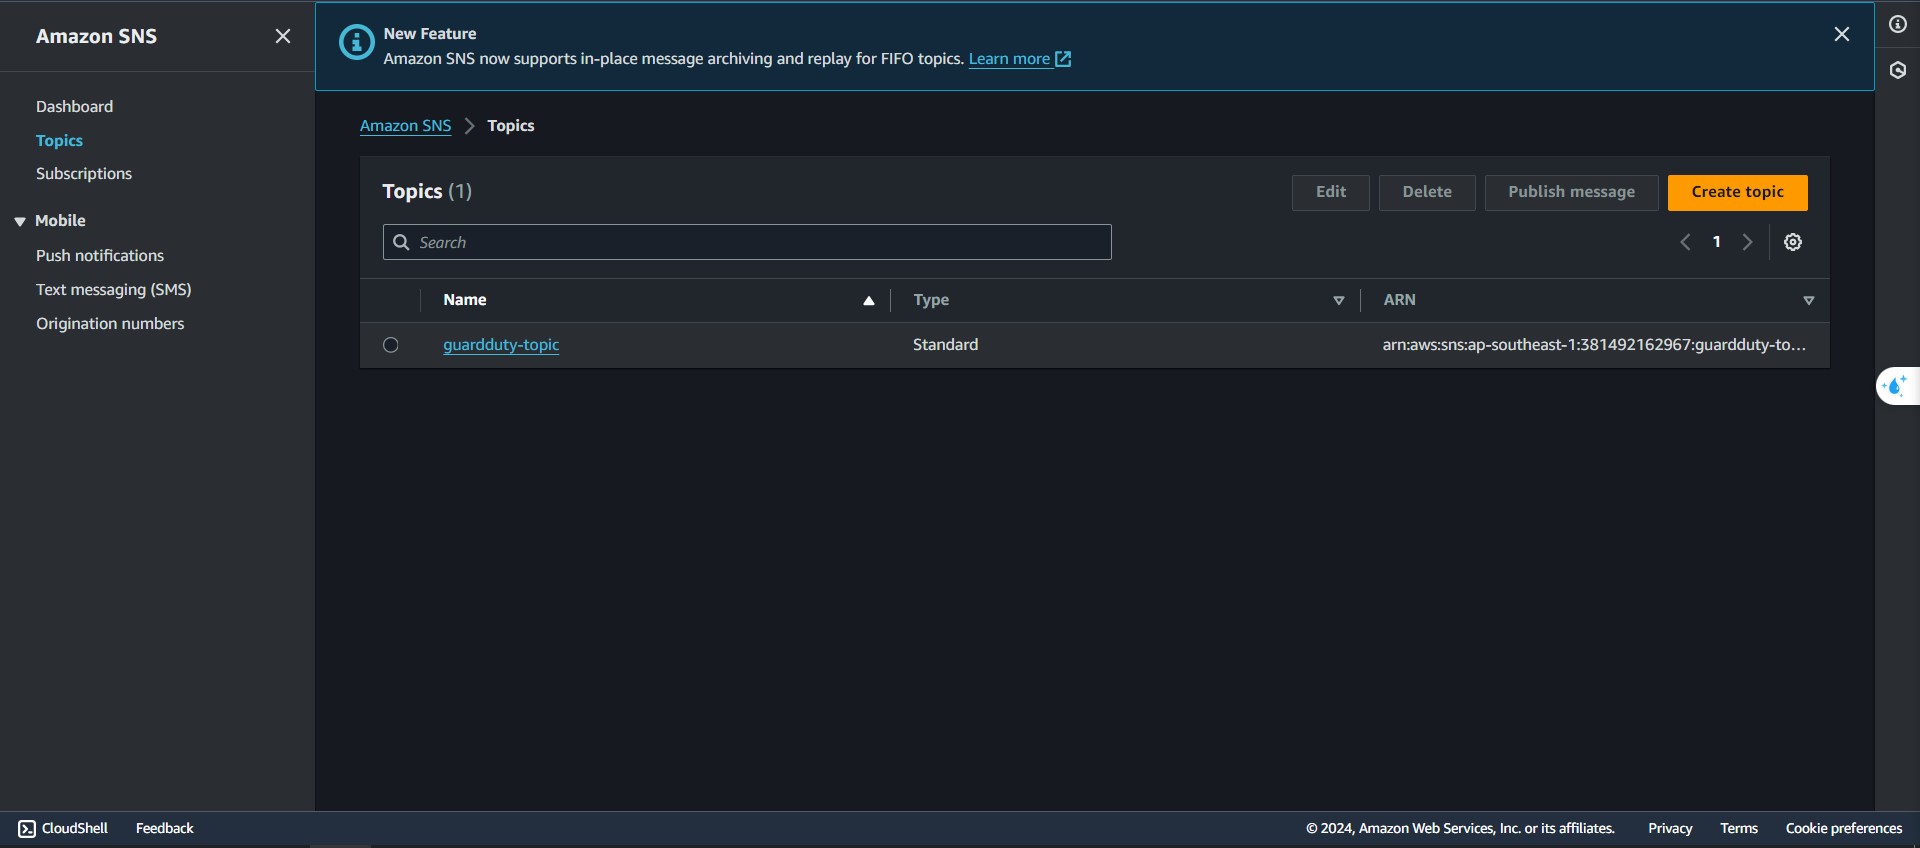 Amazon SNS
Dashboard
Topics
Subscriptions
Mobile
Push notifications
Text messaging (SMS)
Origination numbers
New Feature
Amazon SNS now supports in-place message archiving and replay for FIFO topics. Learn more
Amazon SNS > Topics
Topics (1)
Edit
Delete
Publish message
Create topic
Search
1
Name
Type
ARN
guardduty-topic
Standard
arn:aws:sns:ap-southeast-1:381492162967:guardduty-to...
CloudShell
Feedback
© 2024, Amazon Web Services, Inc. or its affiliates.
Privacy
Terms
Cookie preferences